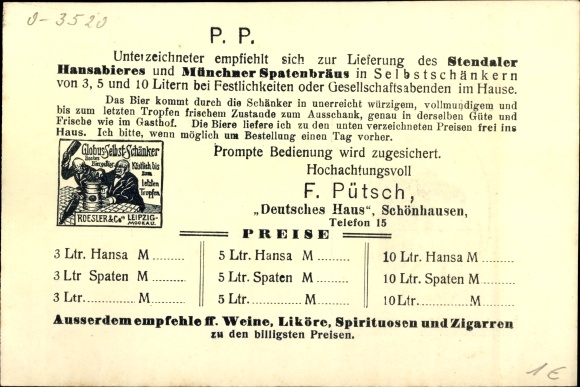 0-3520
P. P.
Unterzeichneter empfiehlt sich zur Lieferung des Stendaler
Hansabieres und Münchner Spatenbräus in Selbstschänkern
von 3, 5 und 10 Litern bei Festlichkeiten oder Gesellschaftsabenden im Hause.
Das Bier kommt durch die Schänker in unerreicht würzigem, vollmundigem und
bis zum letzten Tropfen frischem Zustande zum Ausschank, genau in derselben Güte und
Frische wie im Gasthof. Die Biere liefere ich zu den unten verzeichneten Preisen frei ins
Haus. Ich bitte, wenn möglich um Bestellung einen Tag vorher.
Globus-Selbst-Schänker
Bester
Biersyphon
Köstlich bis
zum
letzten
Tropfen.
ROESLER & Co. LEIPZIG-
MOCKAU.
Prompte Bedienung wird zugesichert.
Hochachtungsvoll
F. Pütsch,
„Deutsches Haus", Schönhausen,
Telefon 15
PREISE
3 Ltr. Hansa M......... 5 Ltr. Hansa M......... 10 Ltr. Hansa M.........
3 Ltr Spaten M......... 5 Ltr. Spaten M......... 10 Ltr. Spaten M.........
3 Ltr.............M......... 5 Ltr.............M......... 10 Ltr.............M.........
Ausserdem empfehle ff. Weine, Liköre, Spirituosen und Zigarren
zu den billigsten Preisen.
1€